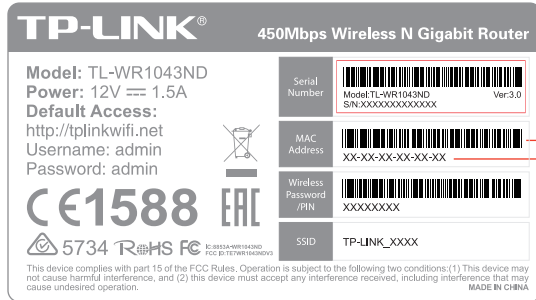 TP-LINK®
450Mbps Wireless N Gigabit Router
Model: TL-WR1043ND
Power: 12V ⎓ 1.5A
Default Access:
http://tplinkwifi.net
Username: admin
Password: admin
CE1588 EAC
5734 RoHS FC
IC:8853A-WR1043ND
FCC ID:TE7WR1043NDV3
Serial
Number
Model:TL-WR1043ND Ver:3.0
S/N:XXXXXXXXXXXXX
MAC
Address
XX-XX-XX-XX-XX-XX
Wireless
Password
/PIN
XXXXXXXX
SSID
TP-LINK_XXXX
This device complies with part 15 of the FCC Rules. Operation is subject to the following two conditions:(1) This device may
not cause harmful interference, and (2) this device must accept any interference received, including interference that may
cause undesired operation.
MADE IN CHINA